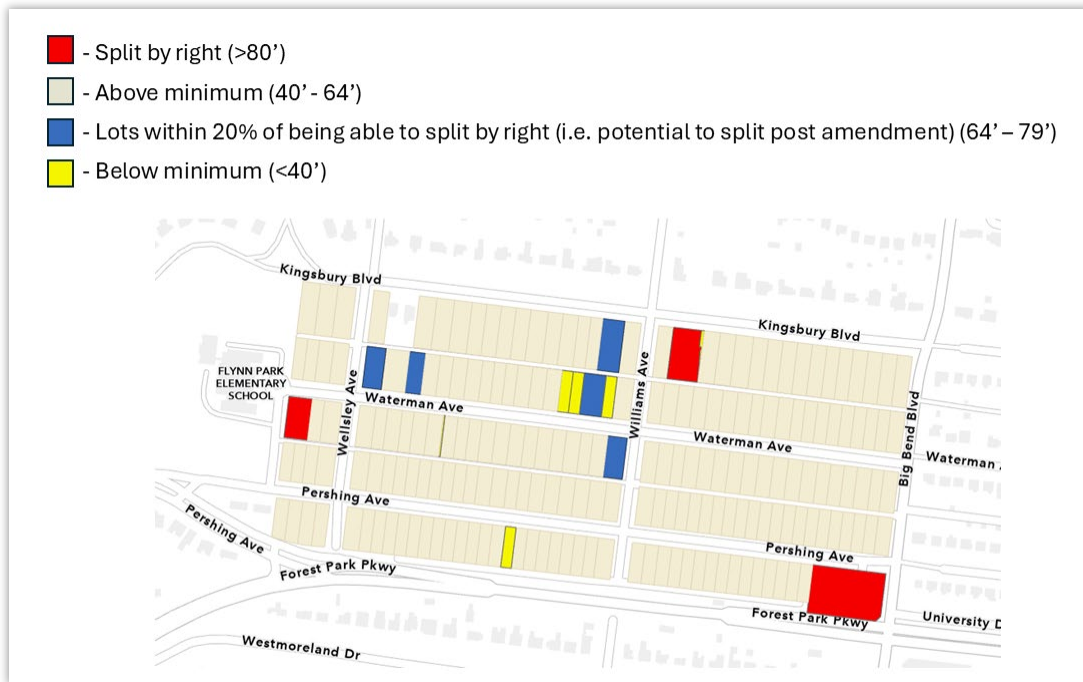 - Split by right (>80’)
- Above minimum (40’ - 64’)
- Lots within 20% of being able to split by right (i.e. potential to split post amendment) (64’ – 79’)
- Below minimum (<40’)
Kingsbury Blvd
Kingsbury Blvd
FLYNN PARK
ELEMENTARY
SCHOOL
Wellsley Ave
Williams Ave
Waterman Ave
Big Bend Blvd
Waterman Ave
Waterman
Pershing Ave
Pershing Ave
Pershing Ave
Forest Park Pkwy
Forest Park Pkwy
University
Westmoreland Dr